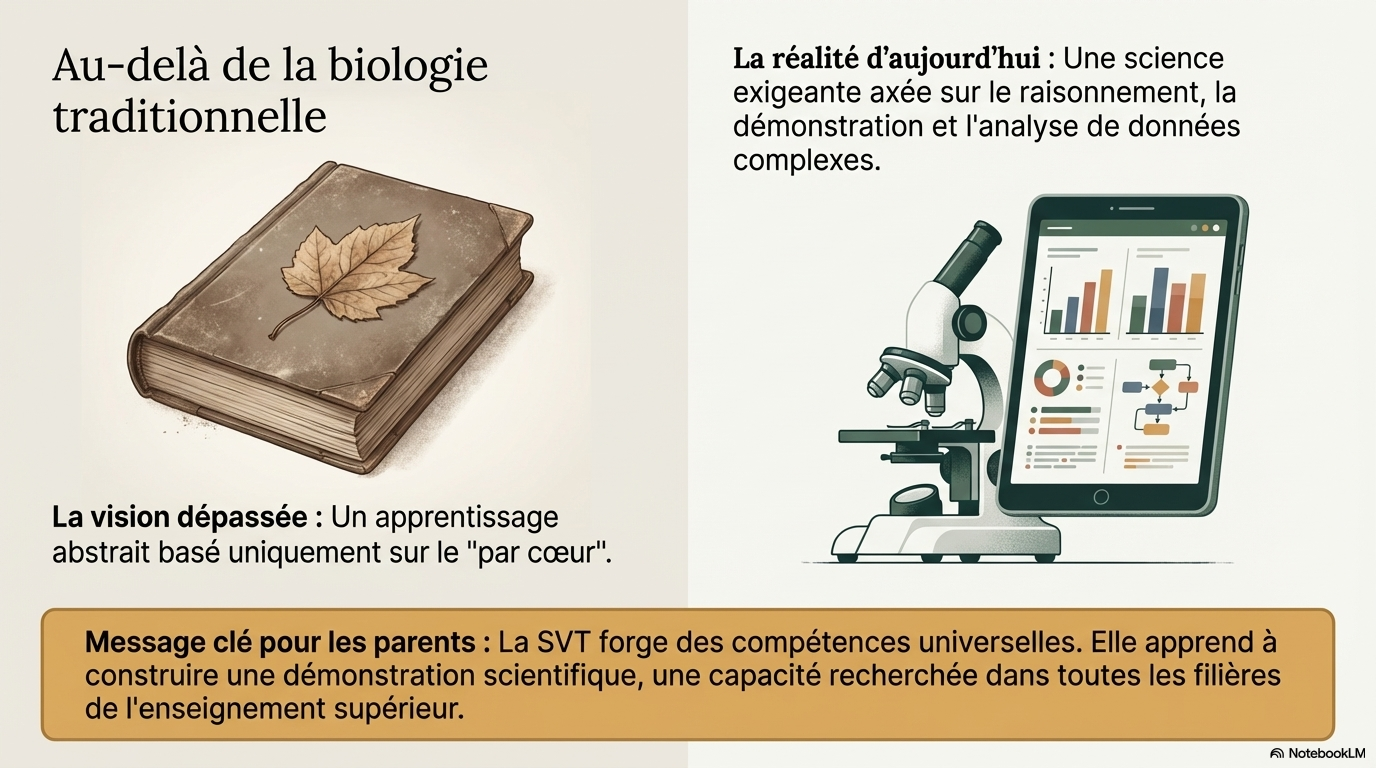 Au-delà de la biologie
traditionnelle
La vision dépassée : Un apprentissage
abstrait basé uniquement sur le "par cœur".
La réalité d’aujourd’hui : Une science
exigeante axée sur le raisonnement, la
démonstration et l'analyse de données
complexes.
Message clé pour les parents : La SVT forge des compétences universelles. Elle apprend à
construire une démonstration scientifique, une capacité recherchée dans toutes les filières
de l'enseignement supérieur.
NotebookLM